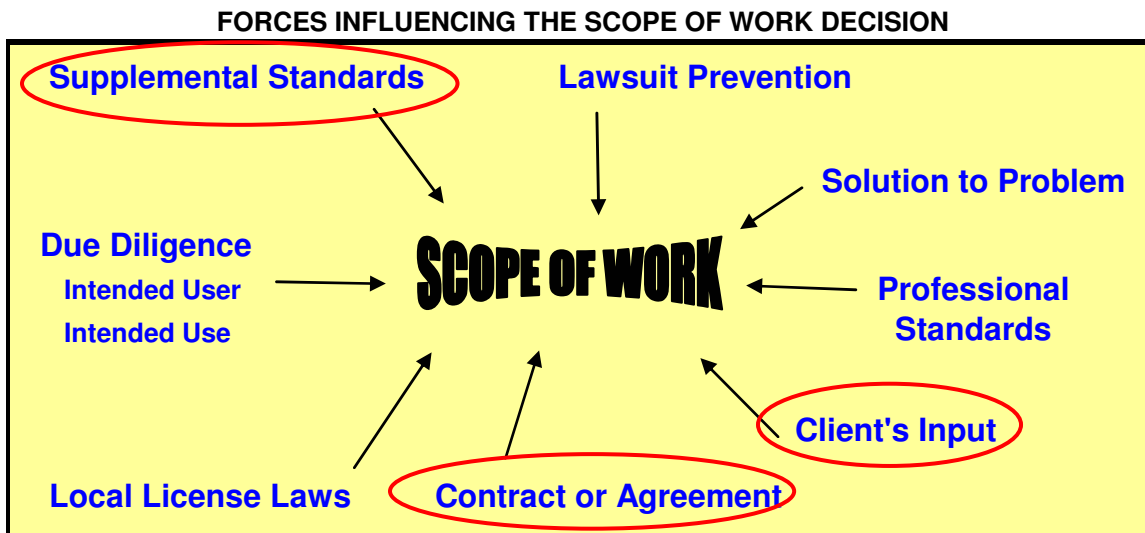 FORCES INFLUENCING THE SCOPE OF WORK DECISION
Supplemental Standards
Lawsuit Prevention
Solution to Problem
Due Diligence
Intended User
Intended Use
SCOPE OF WORK
Professional
Standards
Client's Input
Local License Laws
Contract or Agreement